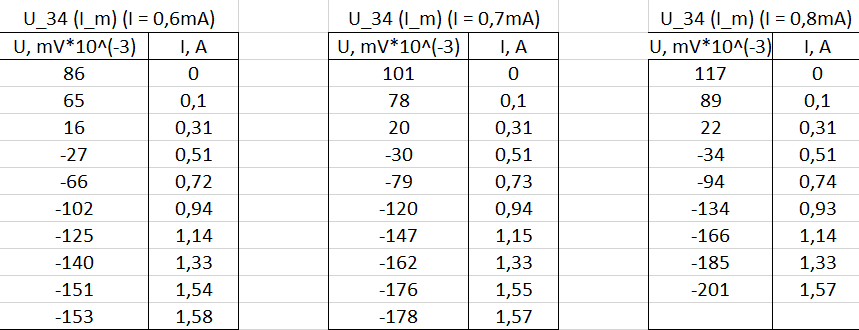 U_34 (I_m) (I = 0,6mA) U_34 (I_m) (I = 0,7mA) U_34 (I_m) (I = 0,8mA)
U, mV*10^(-3) I, A U, mV*10^(-3) I, A U, mV*10^(-3) I, A
86 0 101 0 117 0
65 0,1 78 0,1 89 0,1
16 0,31 20 0,31 22 0,31
-27 0,51 -30 0,51 -34 0,51
-66 0,72 -79 0,73 -94 0,74
-102 0,94 -120 0,94 -134 0,93
-125 1,14 -147 1,15 -166 1,14
-140 1,33 -162 1,33 -185 1,33
-151 1,54 -176 1,55 -201 1,57
-153 1,58 -178 1,57